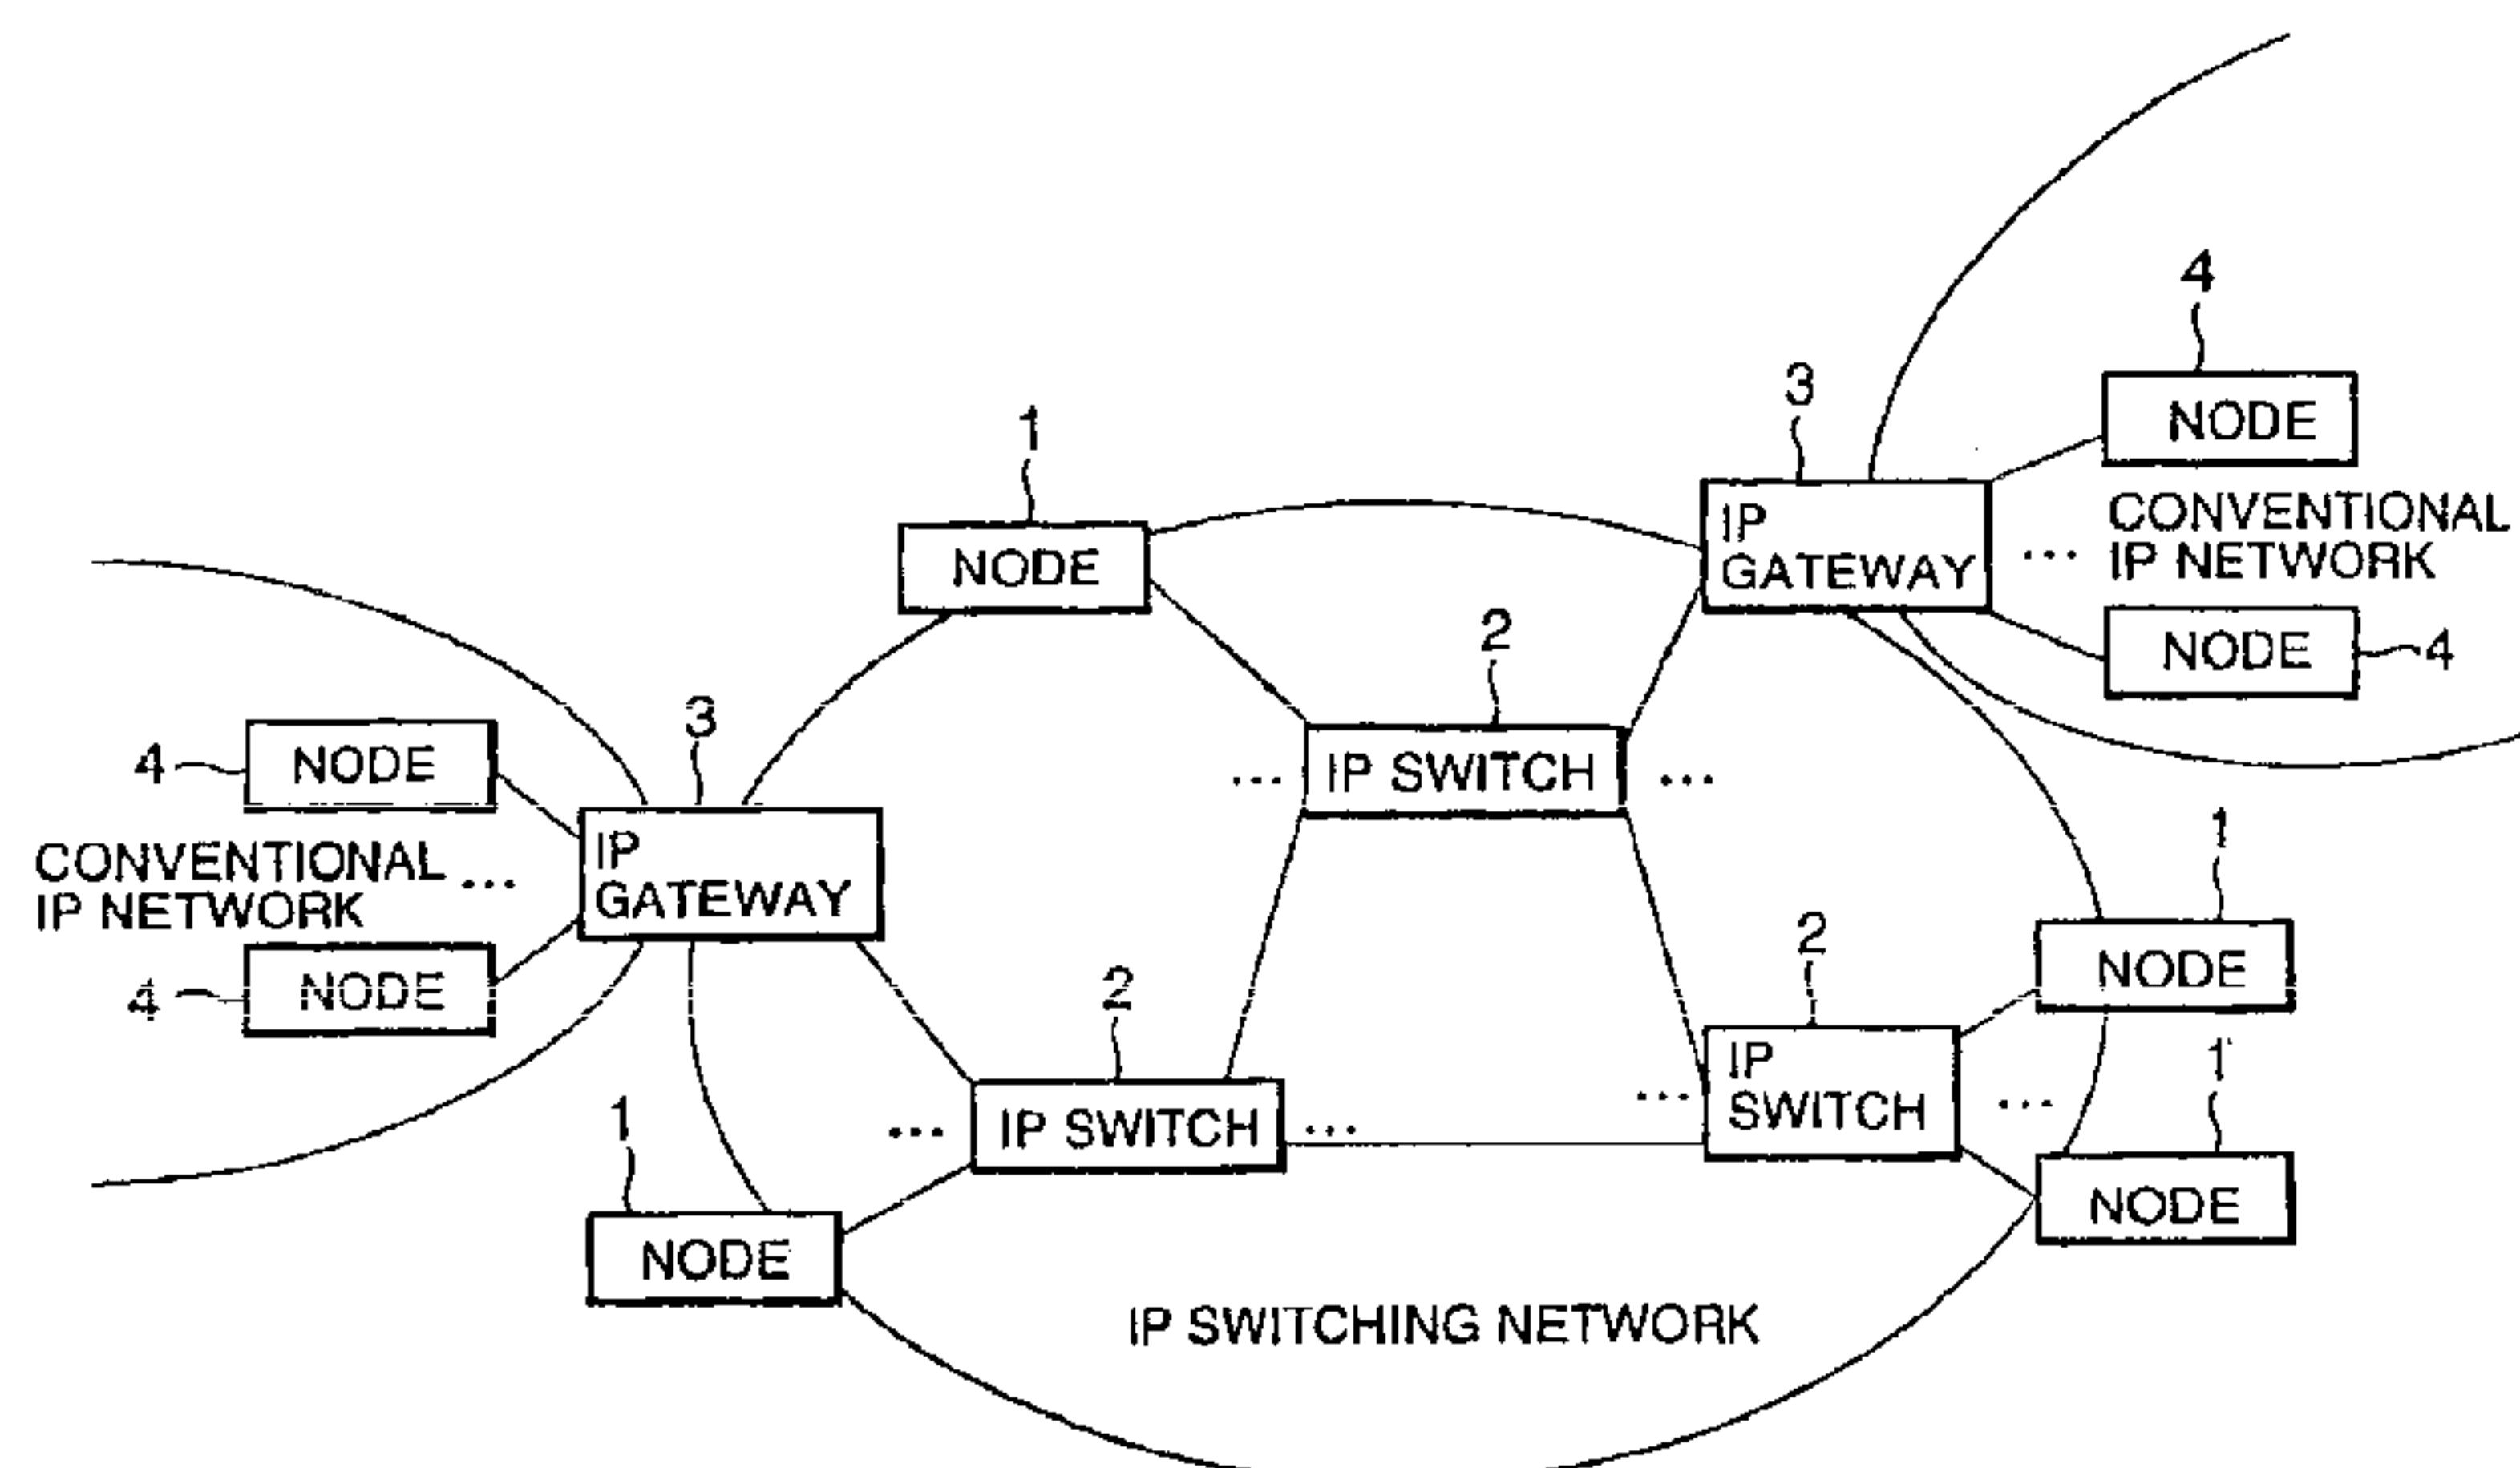 4
3
NODE
1
IP
GATEWAY
...
CONVENTIONAL
IP NETWORK
NODE
NODE
4
2
3
4
NODE
...
IP SWITCH
...
IP
GATEWAY
CONVENTIONAL
IP NETWORK
...
1
2
NODE
4
NODE
2
IP
SWITCH
...
...
1
1
...
IP SWITCH
...
NODE
NODE
IP SWITCHING NETWORK